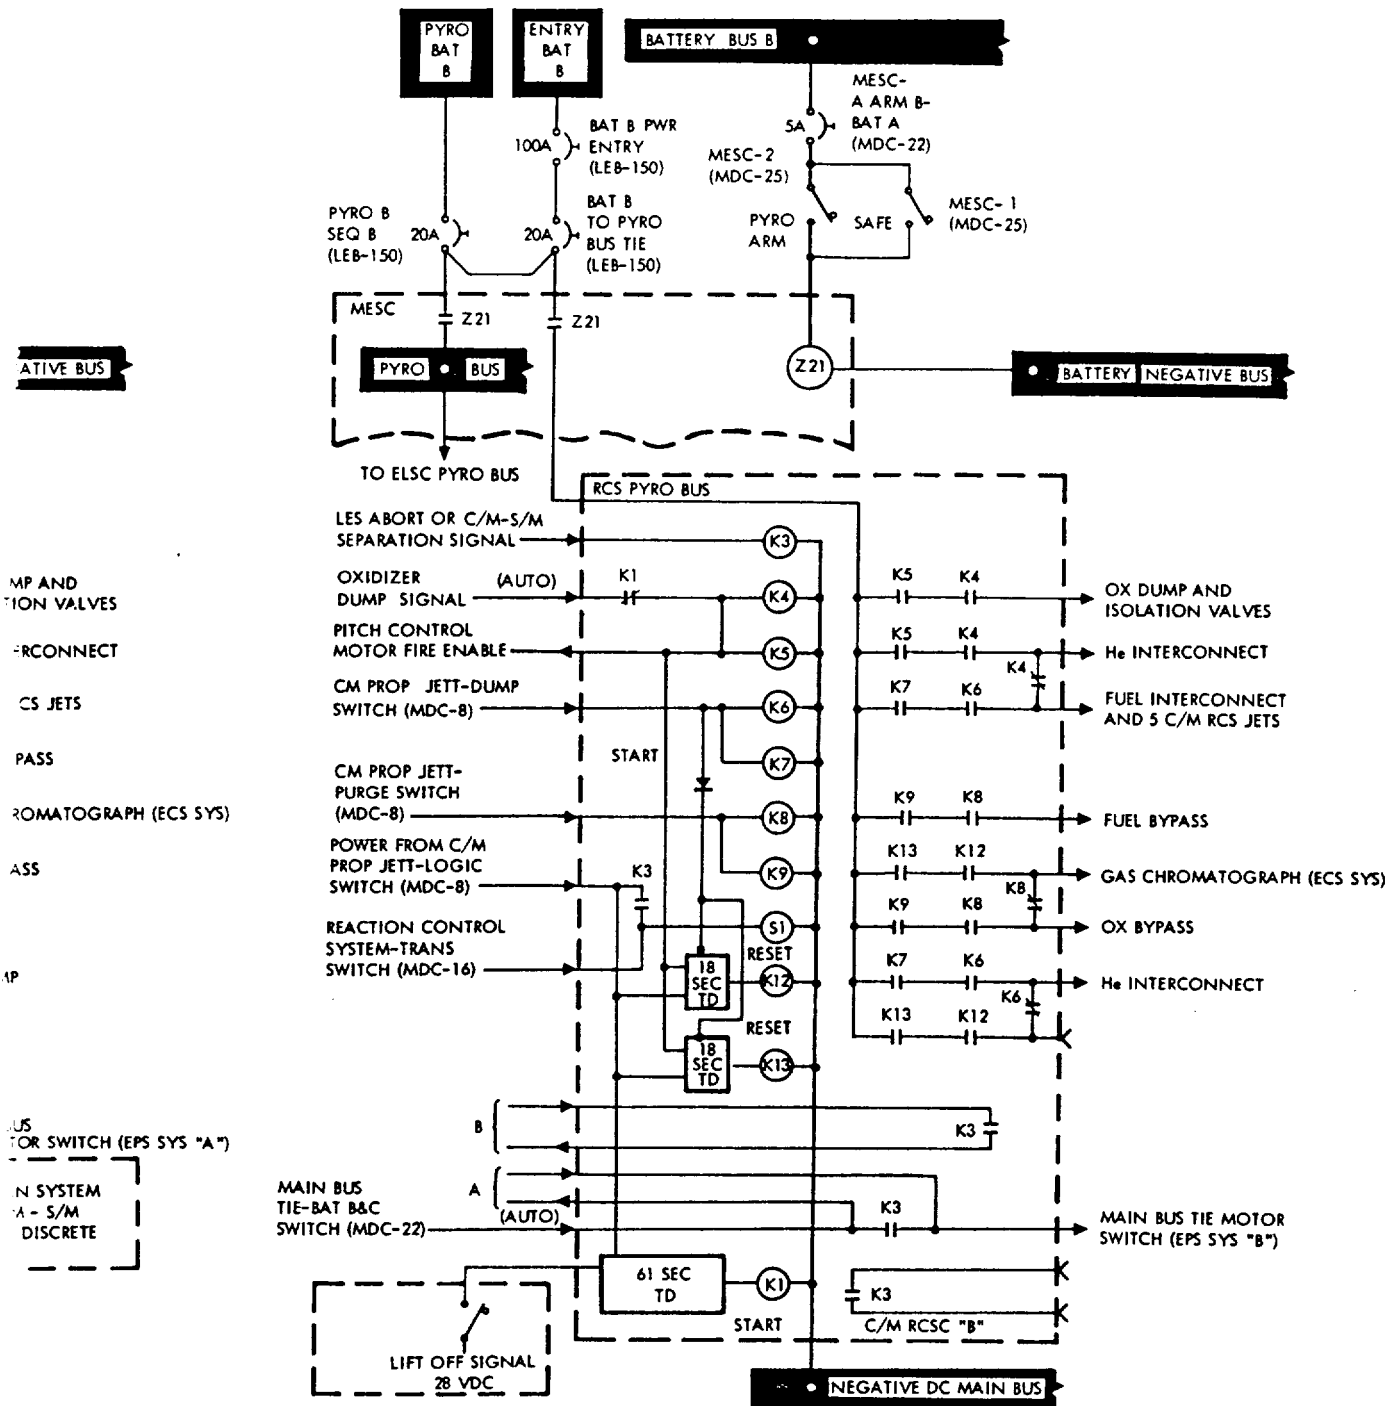 PYRO
BAT
B
ENTRY
BAT
B
BATTERY BUS B
MESC-
A ARM B-
BAT A
(MDC-22)
5A
100A
BAT B PWR
ENTRY
(LEB-150)
MESC-2
(MDC-25)
MESC-1
(MDC-25)
PYRO
ARM
SAFE
PYRO B
SEQ B
(LEB-150)
20A
20A
BAT B
TO PYRO
BUS TIE
(LEB-150)
MESC
Z21
Z21
PYRO BUS
Z21
BATTERY NEGATIVE BUS
ATIVE BUS
TO ELSC PYRO BUS
RCS PYRO BUS
LES ABORT OR C/M-S/M
SEPARATION SIGNAL
K3
OXIDIZER (AUTO)
DUMP SIGNAL
K1
K4
K5
K4
OX DUMP AND
ISOLATION VALVES
MP AND
TION VALVES
PITCH CONTROL
MOTOR FIRE ENABLE
K5
K5
K4
He INTERCONNECT
K4
RCONNECT
CM PROP JETT-DUMP
SWITCH (MDC-8)
K6
K7
K6
FUEL INTERCONNECT
AND 5 C/M RCS JETS
CS JETS
START
K7
PASS
CM PROP JETT-
PURGE SWITCH
(MDC-8)
K8
K9
K8
FUEL BYPASS
ROMATOGRAPH (ECS SYS)
POWER FROM C/M
PROP JETT-LOGIC
SWITCH (MDC-8)
K3
K9
K13
K12
GAS CHROMATOGRAPH (ECS SYS)
K8
ASS
REACTION CONTROL
SYSTEM-TRANS
SWITCH (MDC-16)
S1
K9
K8
OX BYPASS
RESET
18
SEC
TD
K12
K7
K6
He INTERCONNECT
K6
MP
RESET
18
SEC
TD
K13
K13
K12
B
K3
US
TOR SWITCH (EPS SYS "A")
A
MAIN BUS
TIE-BAT B&C
SWITCH (MDC-22)
(AUTO)
K3
MAIN BUS TIE MOTOR
SWITCH (EPS SYS "B")
N SYSTEM
M - S/M
DISCRETE
61 SEC
TD
K1
START
K3
C/M RCSC "B"
LIFT OFF SIGNAL
28 VDC
NEGATIVE DC MAIN BUS